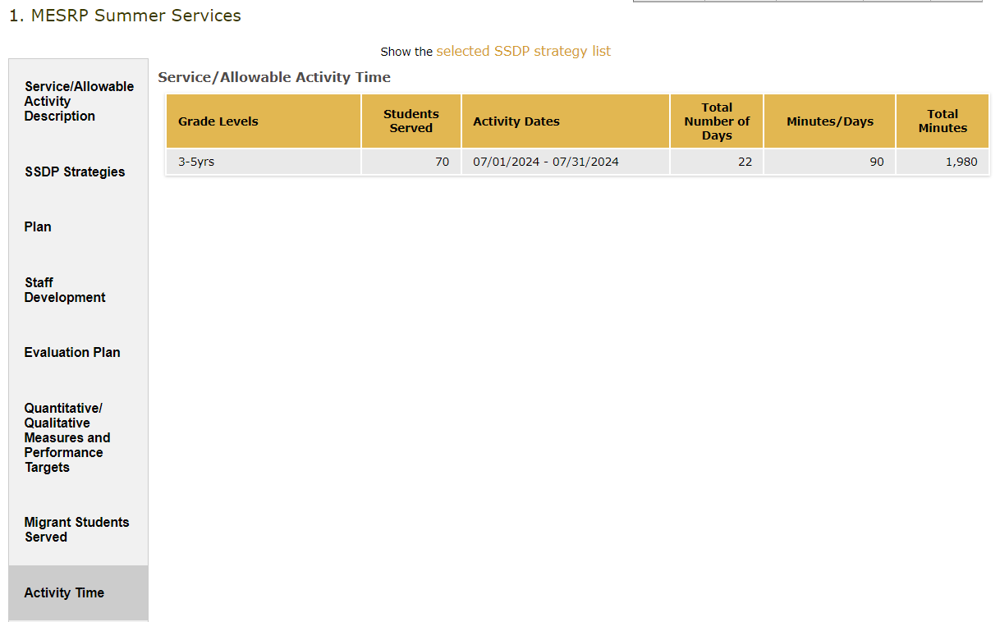 1. MESRP Summer Services
Show the selected SSDP strategy list
Service/Allowable
Activity
Description
SSDP Strategies
Plan
Staff
Development
Evaluation Plan
Quantitative/
Qualitative
Measures and
Performance
Targets
Migrant Students
Served
Activity Time
Service/Allowable Activity Time
Grade Levels
Students
Served
Activity Dates
Total
Number of
Days
Minutes/Days
Total
Minutes
3-5yrs 70 07/01/2024 - 07/31/2024 22 90 1,980